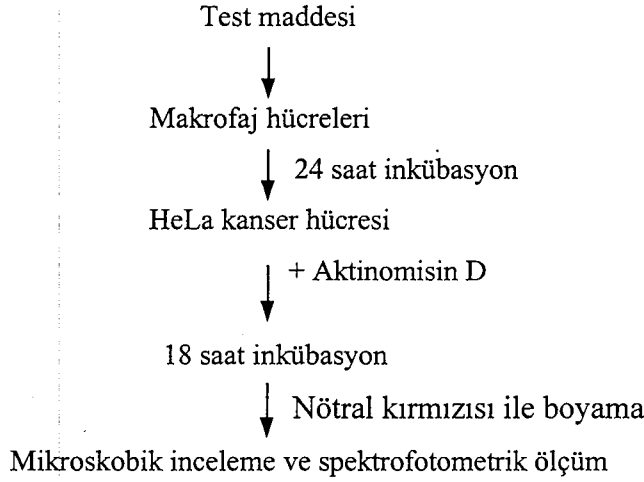 Test maddesi
Makrofaj hücreleri
24 saat inkübasyon
HeLa kanser hücresi
+ Aktinomisin D
18 saat inkübasyon
Nötral kırmızısı ile boyama
Mikroskobik inceleme ve spektrofotometrik ölçüm